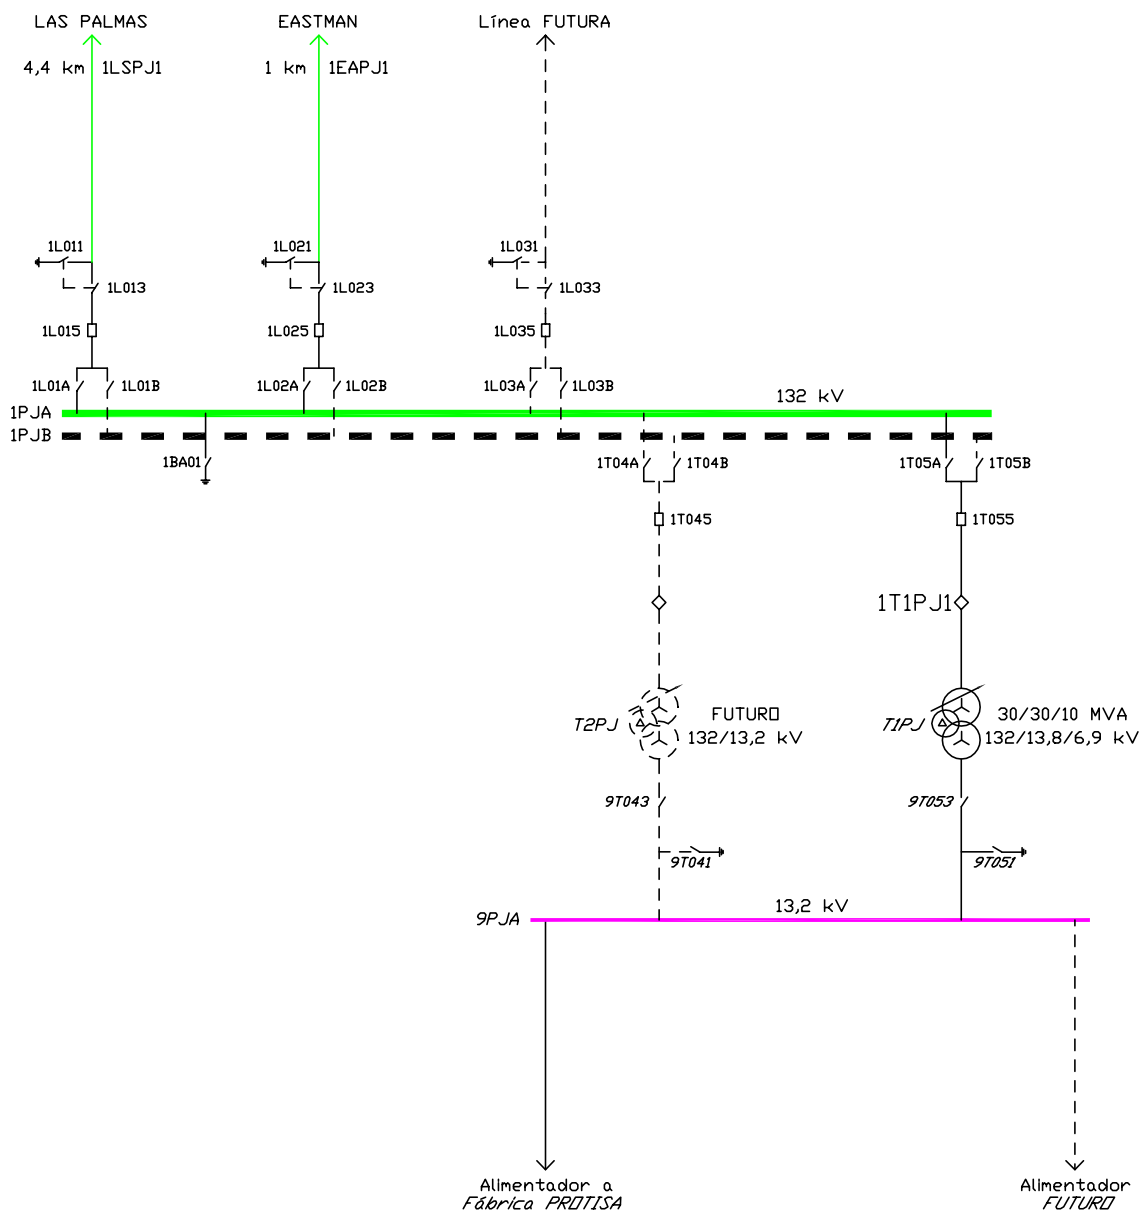 LAS PALMAS
EASTMAN
Línea FUTURA
4,4 km
1LSPJ1
1 km
1EAPJ1
1L011
1L021
1L031
1L013
1L023
1L033
1L015
1L025
1L035
1L01A
1L01B
1L02A
1L02B
1L03A
1L03B
132 kV
1PJA
1PJB
1BA01
1T04A
1T04B
1T05A
1T05B
1T045
1T055
1T1PJ1
T2PJ
FUTURO
132/13,2 kV
T1PJ
30/30/10 MVA
132/13,8/6,9 kV
9T043
9T053
9T041
9T051
13,2 kV
9PJA
Alimentador a
Fábrica PROTISA
Alimentador
FUTURO